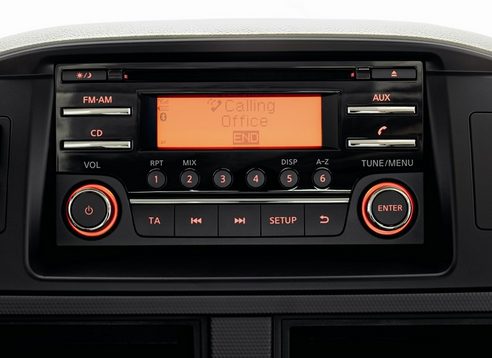 FM·AM
CD
Calling
Office
END
AUX
VOL
RPT MIX DISP A-Z
1 2 3 4 5 6
TUNE/MENU
TA SETUP
ENTER